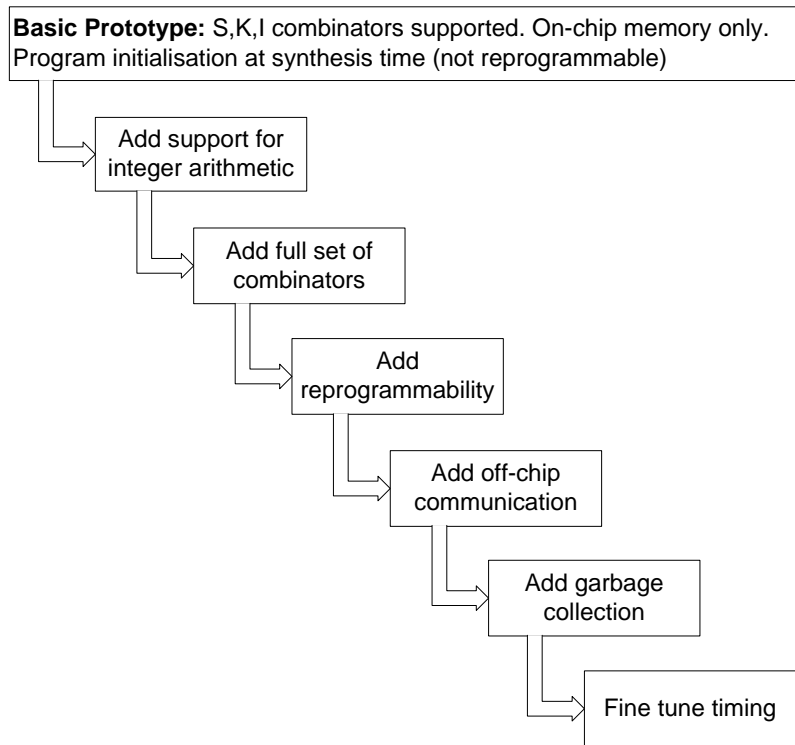 Basic Prototype: S,K,I combinators supported. On-chip memory only.
Program initialisation at synthesis time (not reprogrammable)
Add support for
integer arithmetic
Add full set of
combinators
Add
reprogrammability
Add off-chip
communication
Add garbage
collection
Fine tune timing